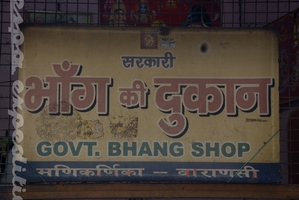 सरकारी
भाँग की दुकान
GOVT. BHANG SHOP
मणिकर्णिका — वाराणसी